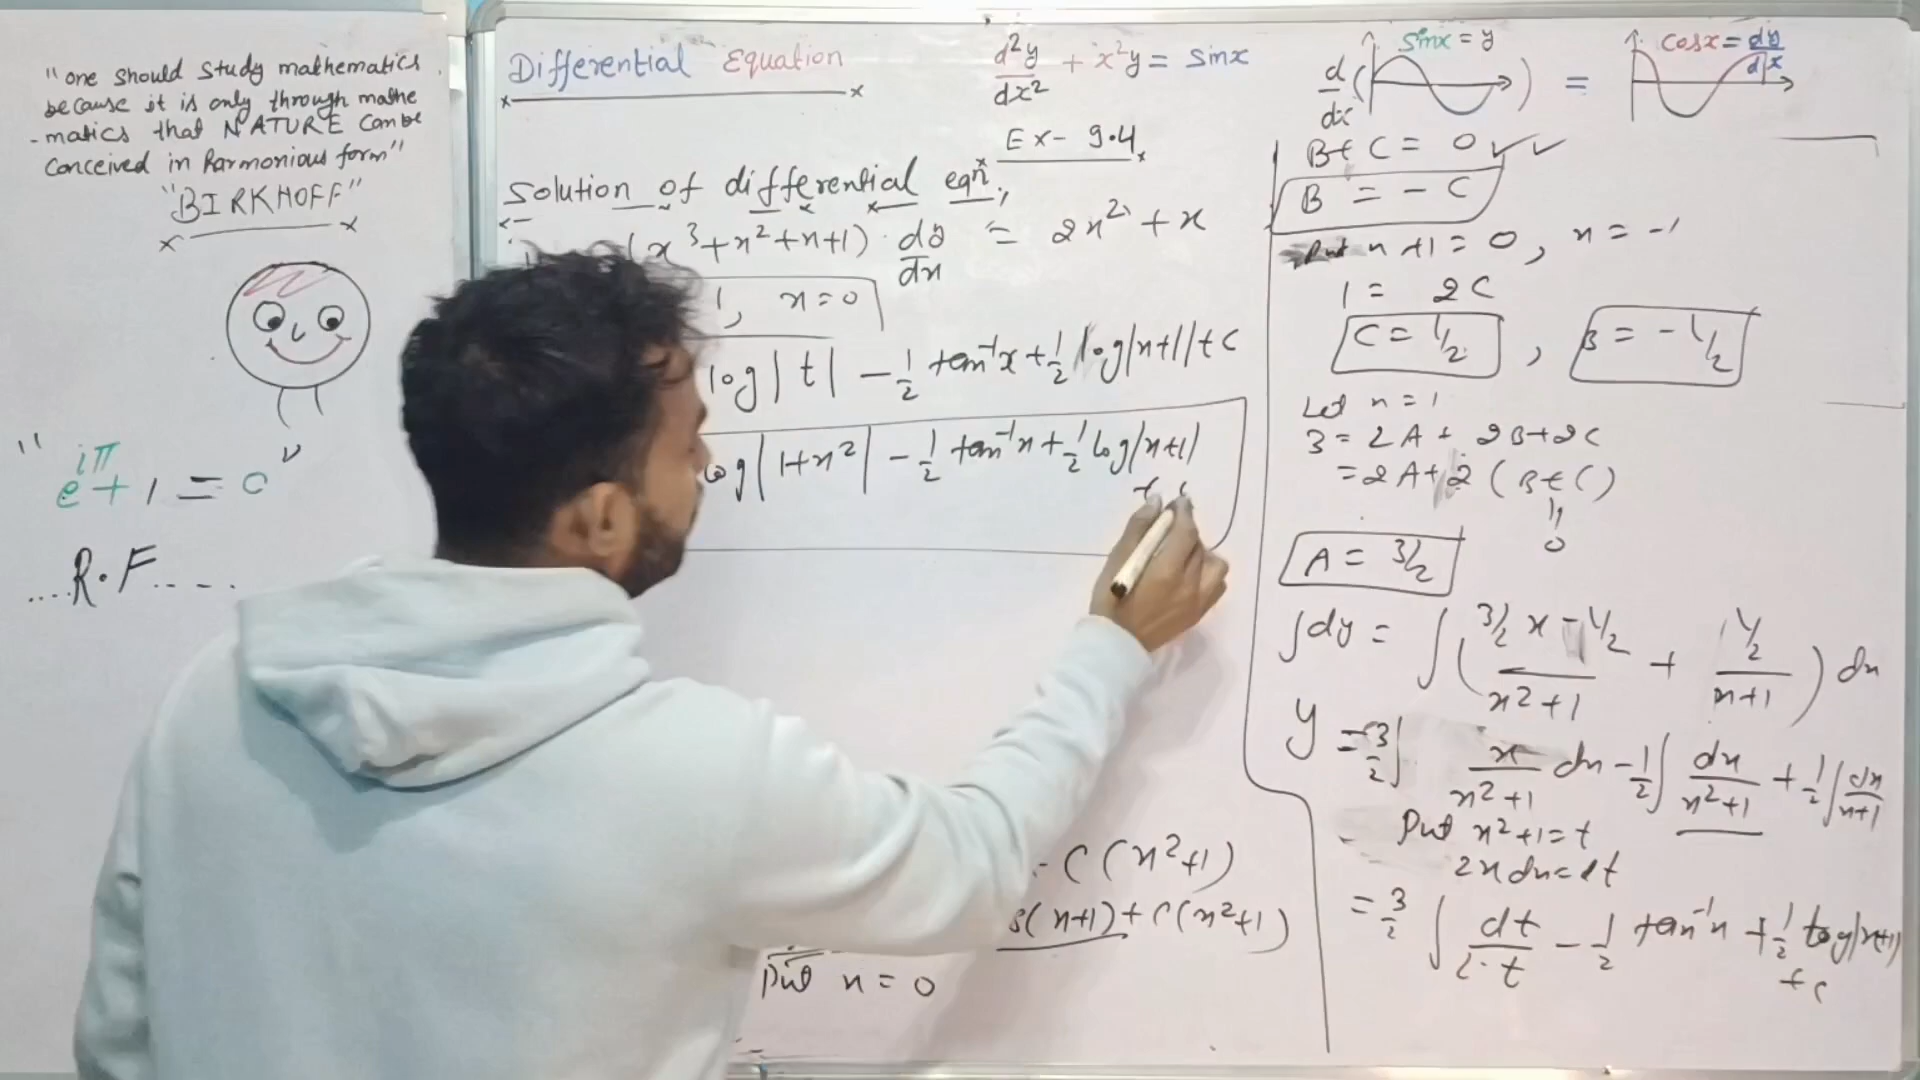 "one should study mathematics
because it is only through mathe
-matics that NATURE can be
conceived in harmonious form"
"BIRKHOFF"
"e^{iπ} + 1 = 0"
....R.F.....
Differential Equation
d²y/dx² + x²y = sinx
Ex- 9.4
Solution of differential eqⁿ.,
(x³+x²+x+1) dy/dx = 2x² + x
1, x=0
log|t| - 1/2 tan⁻¹x + 1/2 log|x+1| + C
log|1+x²| - 1/2 tan⁻¹x + 1/2 log|x+1|
+ C
- C(x²+1)
B(x+1) + C(x²+1)
Put x = 0
sinx = y
d/dx ( ) =
cosx = dy/dx
B+C = 0
B = - C
Put x+1 = 0, x = -1
1 = 2C
C = 1/2 , B = -1/2
Let x = 1
3 = 2A + 2B+2C
= 2A + 2(B+C)
0
A = 3/2
∫dy = ∫(3/2 x - 1/2 / x²+1 + 1/2 / x+1) dx
y = 3/2 ∫ x/x²+1 dx - 1/2 ∫ dx/x²+1 + 1/2 ∫ dx/x+1
Put x²+1=t
2x dx=dt
= 3/2 ∫ dt/2·t - 1/2 tan⁻¹x + 1/2 log|x+1|
+ c